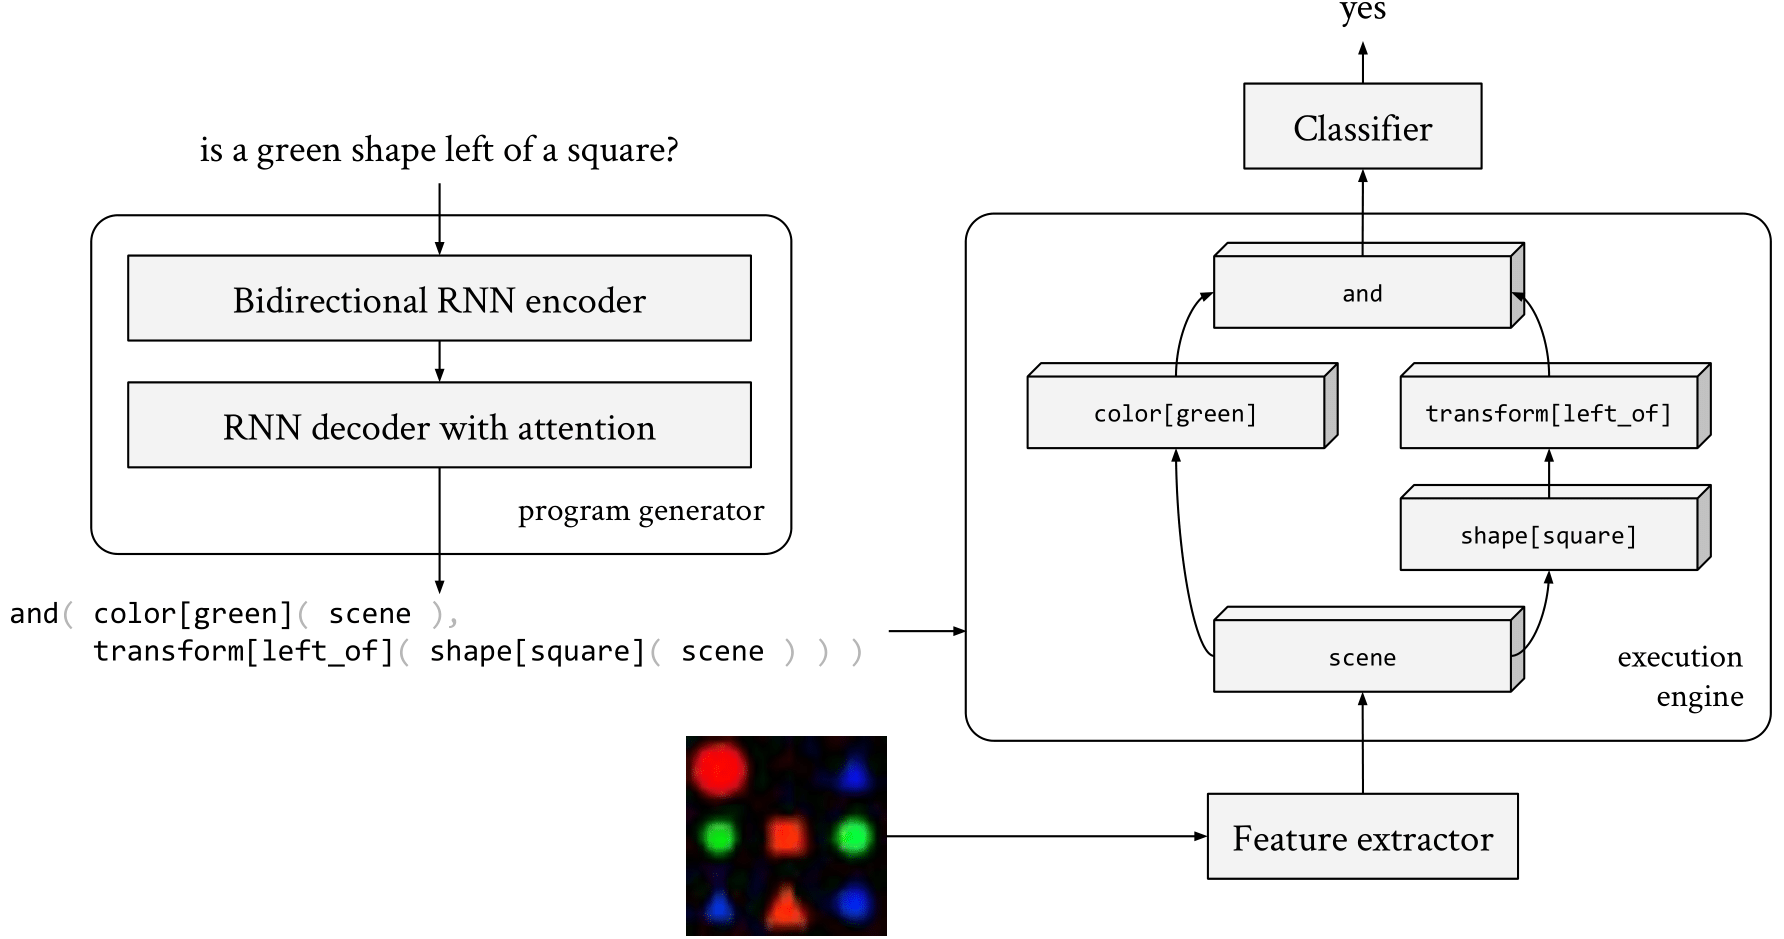 is a green shape left of a square?
Bidirectional RNN encoder
RNN decoder with attention
program generator
and( color[green]( scene ),
transform[left_of]( shape[square]( scene ) ) )
yes
Classifier
and
color[green]
transform[left_of]
shape[square]
scene
execution
engine
Feature extractor